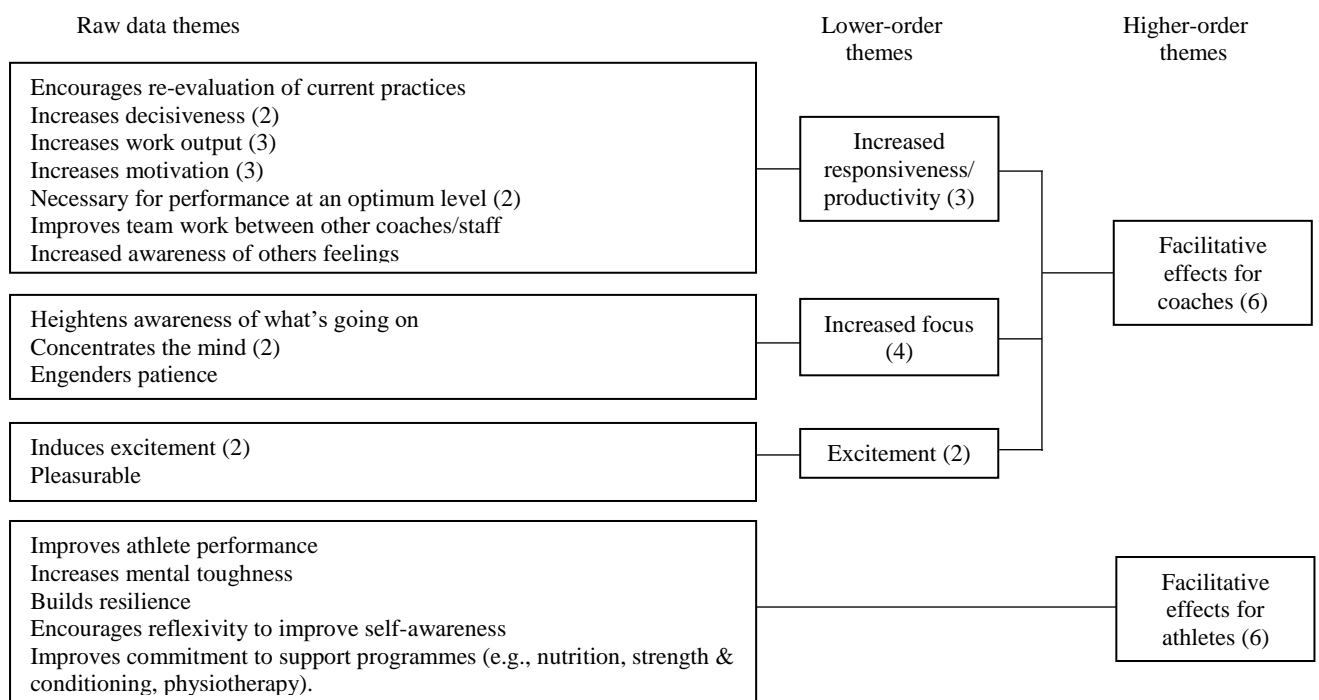 Raw data themes
Lower-order
themes
Higher-order
themes
Encourages re-evaluation of current practices
Increases decisiveness (2)
Increases work output (3)
Increases motivation (3)
Necessary for performance at an optimum level (2)
Improves team work between other coaches/staff
Increased awareness of others feelings
Increased
responsiveness/
productivity (3)
Facilitative
effects for
coaches (6)
Heightens awareness of what's going on
Concentrates the mind (2)
Engenders patience
Increased focus
(4)
Induces excitement (2)
Pleasurable
Excitement (2)
Improves athlete performance
Increases mental toughness
Builds resilience
Encourages reflexivity to improve self-awareness
Improves commitment to support programmes (e.g., nutrition, strength &
conditioning, physiotherapy).
Facilitative
effects for
athletes (6)